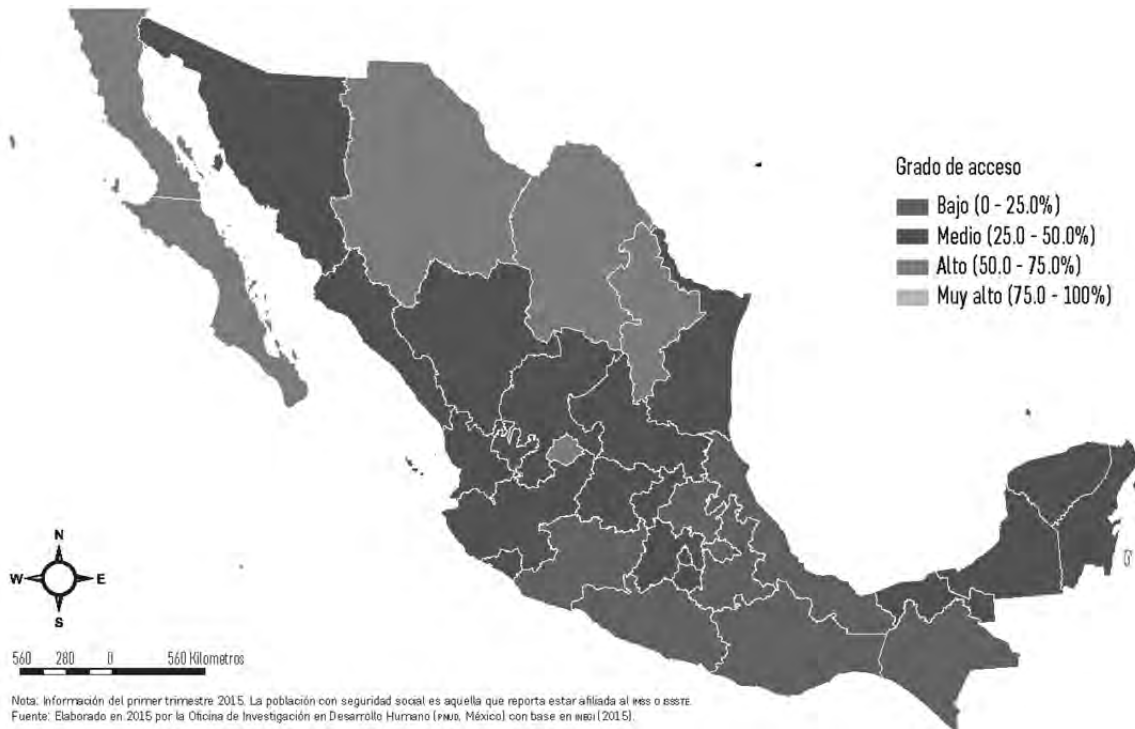 Grado de acceso
Bajo (0 - 25.0%)
Medio (25.0 - 50.0%)
Alto (50.0 - 75.0%)
Muy alto (75.0 - 100%)
N
W E
S
560 280 0 560 Kilometros
Nota: Información del primer trimestre 2015. La población con seguridad social es aquella que reporta estar afiliada al IMSS o ISSSTE.
Fuente: Elaborado en 2015 por la Oficina de Investigación en Desarrollo Humano (PNUD, México) con base en INEGI (2015).